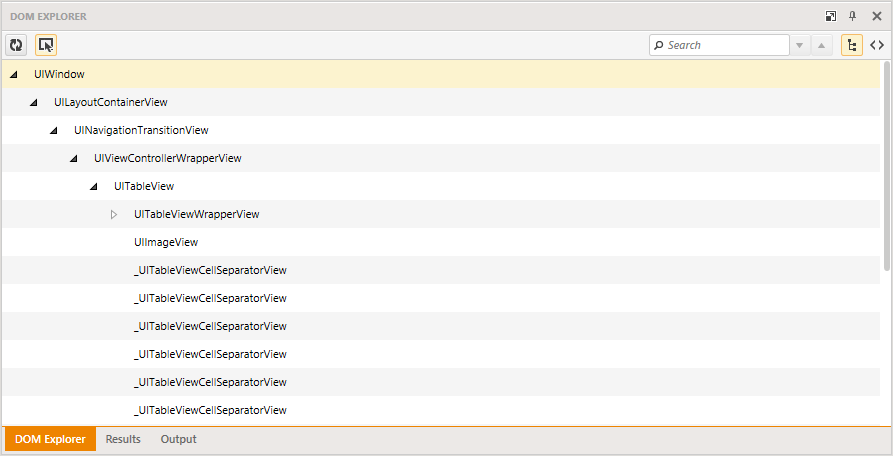 DOM EXPLORER
Search
UIWindow
UILayoutContainerView
UINavigationTransitionView
UIViewControllerWrapperView
UITableView
UITableViewWrapperView
UIImageView
_UITableViewCellSeparatorView
_UITableViewCellSeparatorView
_UITableViewCellSeparatorView
_UITableViewCellSeparatorView
_UITableViewCellSeparatorView
_UITableViewCellSeparatorView
DOM Explorer Results Output